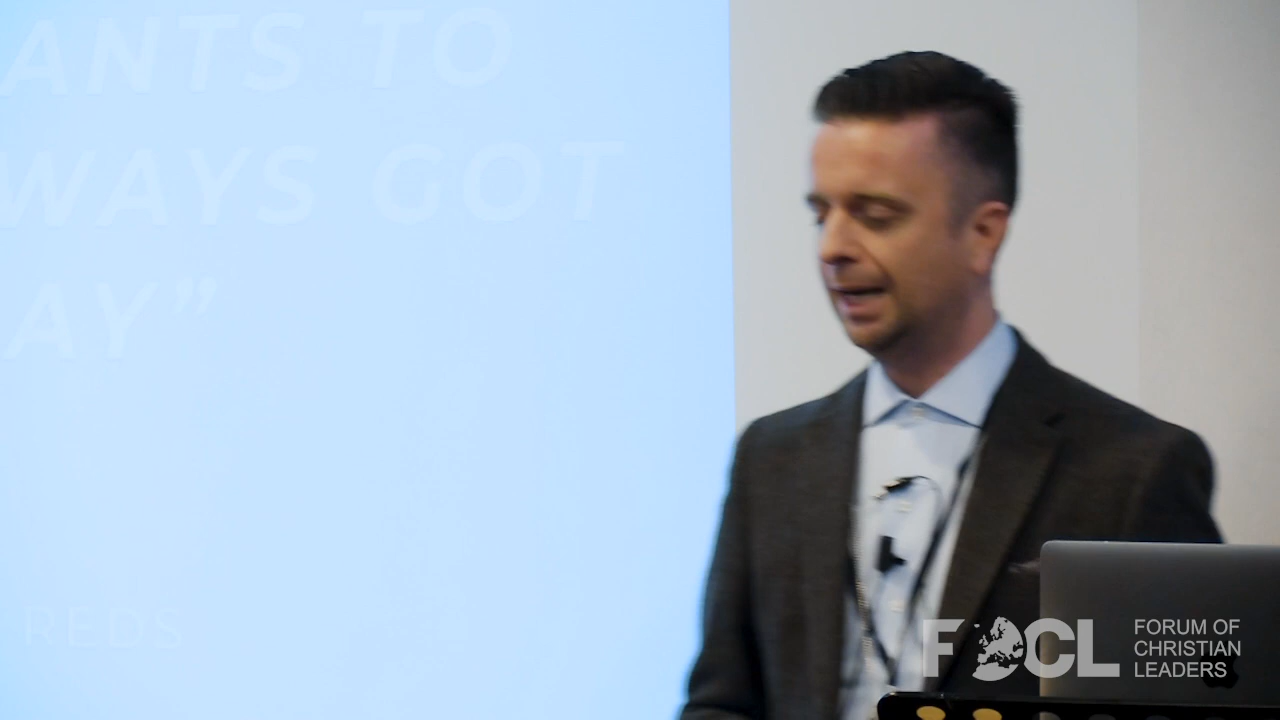 ANTS TO
WAYS GOT
AY”
REDS
FOCL
FORUM OF
CHRISTIAN
LEADERS